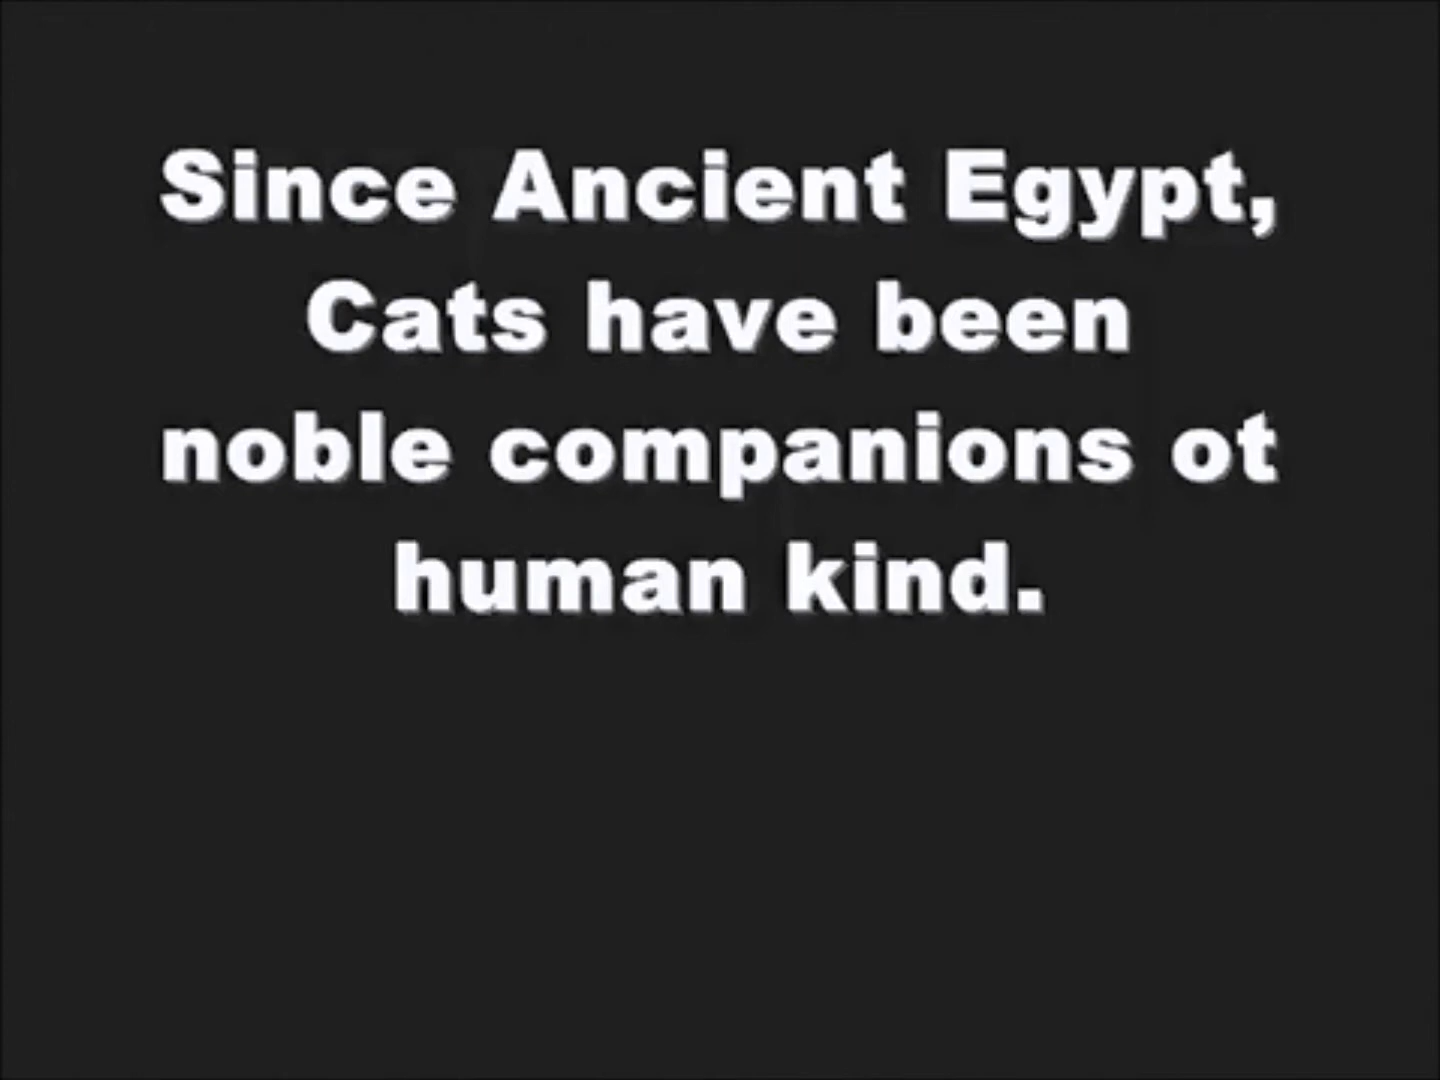 Since Ancient Egypt,
Cats have been
noble companions ot
human kind.